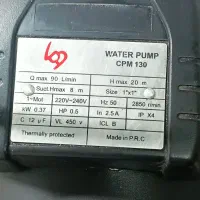 LGO
WATER PUMP
CPM 130
Q max 90 L/min H max 20 m
Suct.Hmax 8 m Size 1"x1"
1~Mot 220V~240V Hz 50 2850 r/min
kW 0.37 HP 0.5 In 2.5A IP X4
C 12 µF VL 450 v ICL B
Thermally protected Made in P.R.C